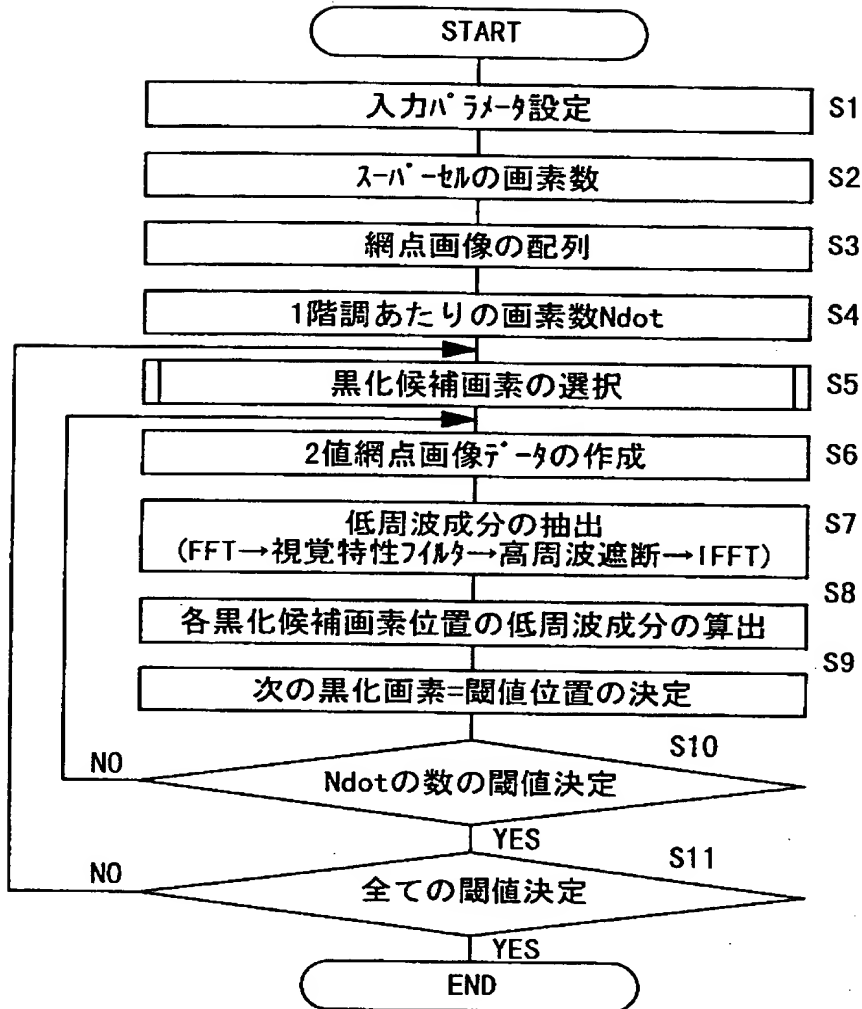 START
入力ﾊﾟﾗﾒｰﾀ設定 S1
ｽｰﾊﾟｰｾﾙの画素数 S2
網点画像の配列 S3
1階調あたりの画素数Ndot S4
黒化候補画素の選択 S5
2値網点画像ﾃﾞｰﾀの作成 S6
低周波成分の抽出 S7
(FFT→視覚特性ﾌｨﾙﾀ→高周波遮断→IFFT)
S8
各黒化候補画素位置の低周波成分の算出
S9
次の黒化画素=閾値位置の決定
S10
NO
Ndotの数の閾値決定
YES
S11
NO
全ての閾値決定
YES
END